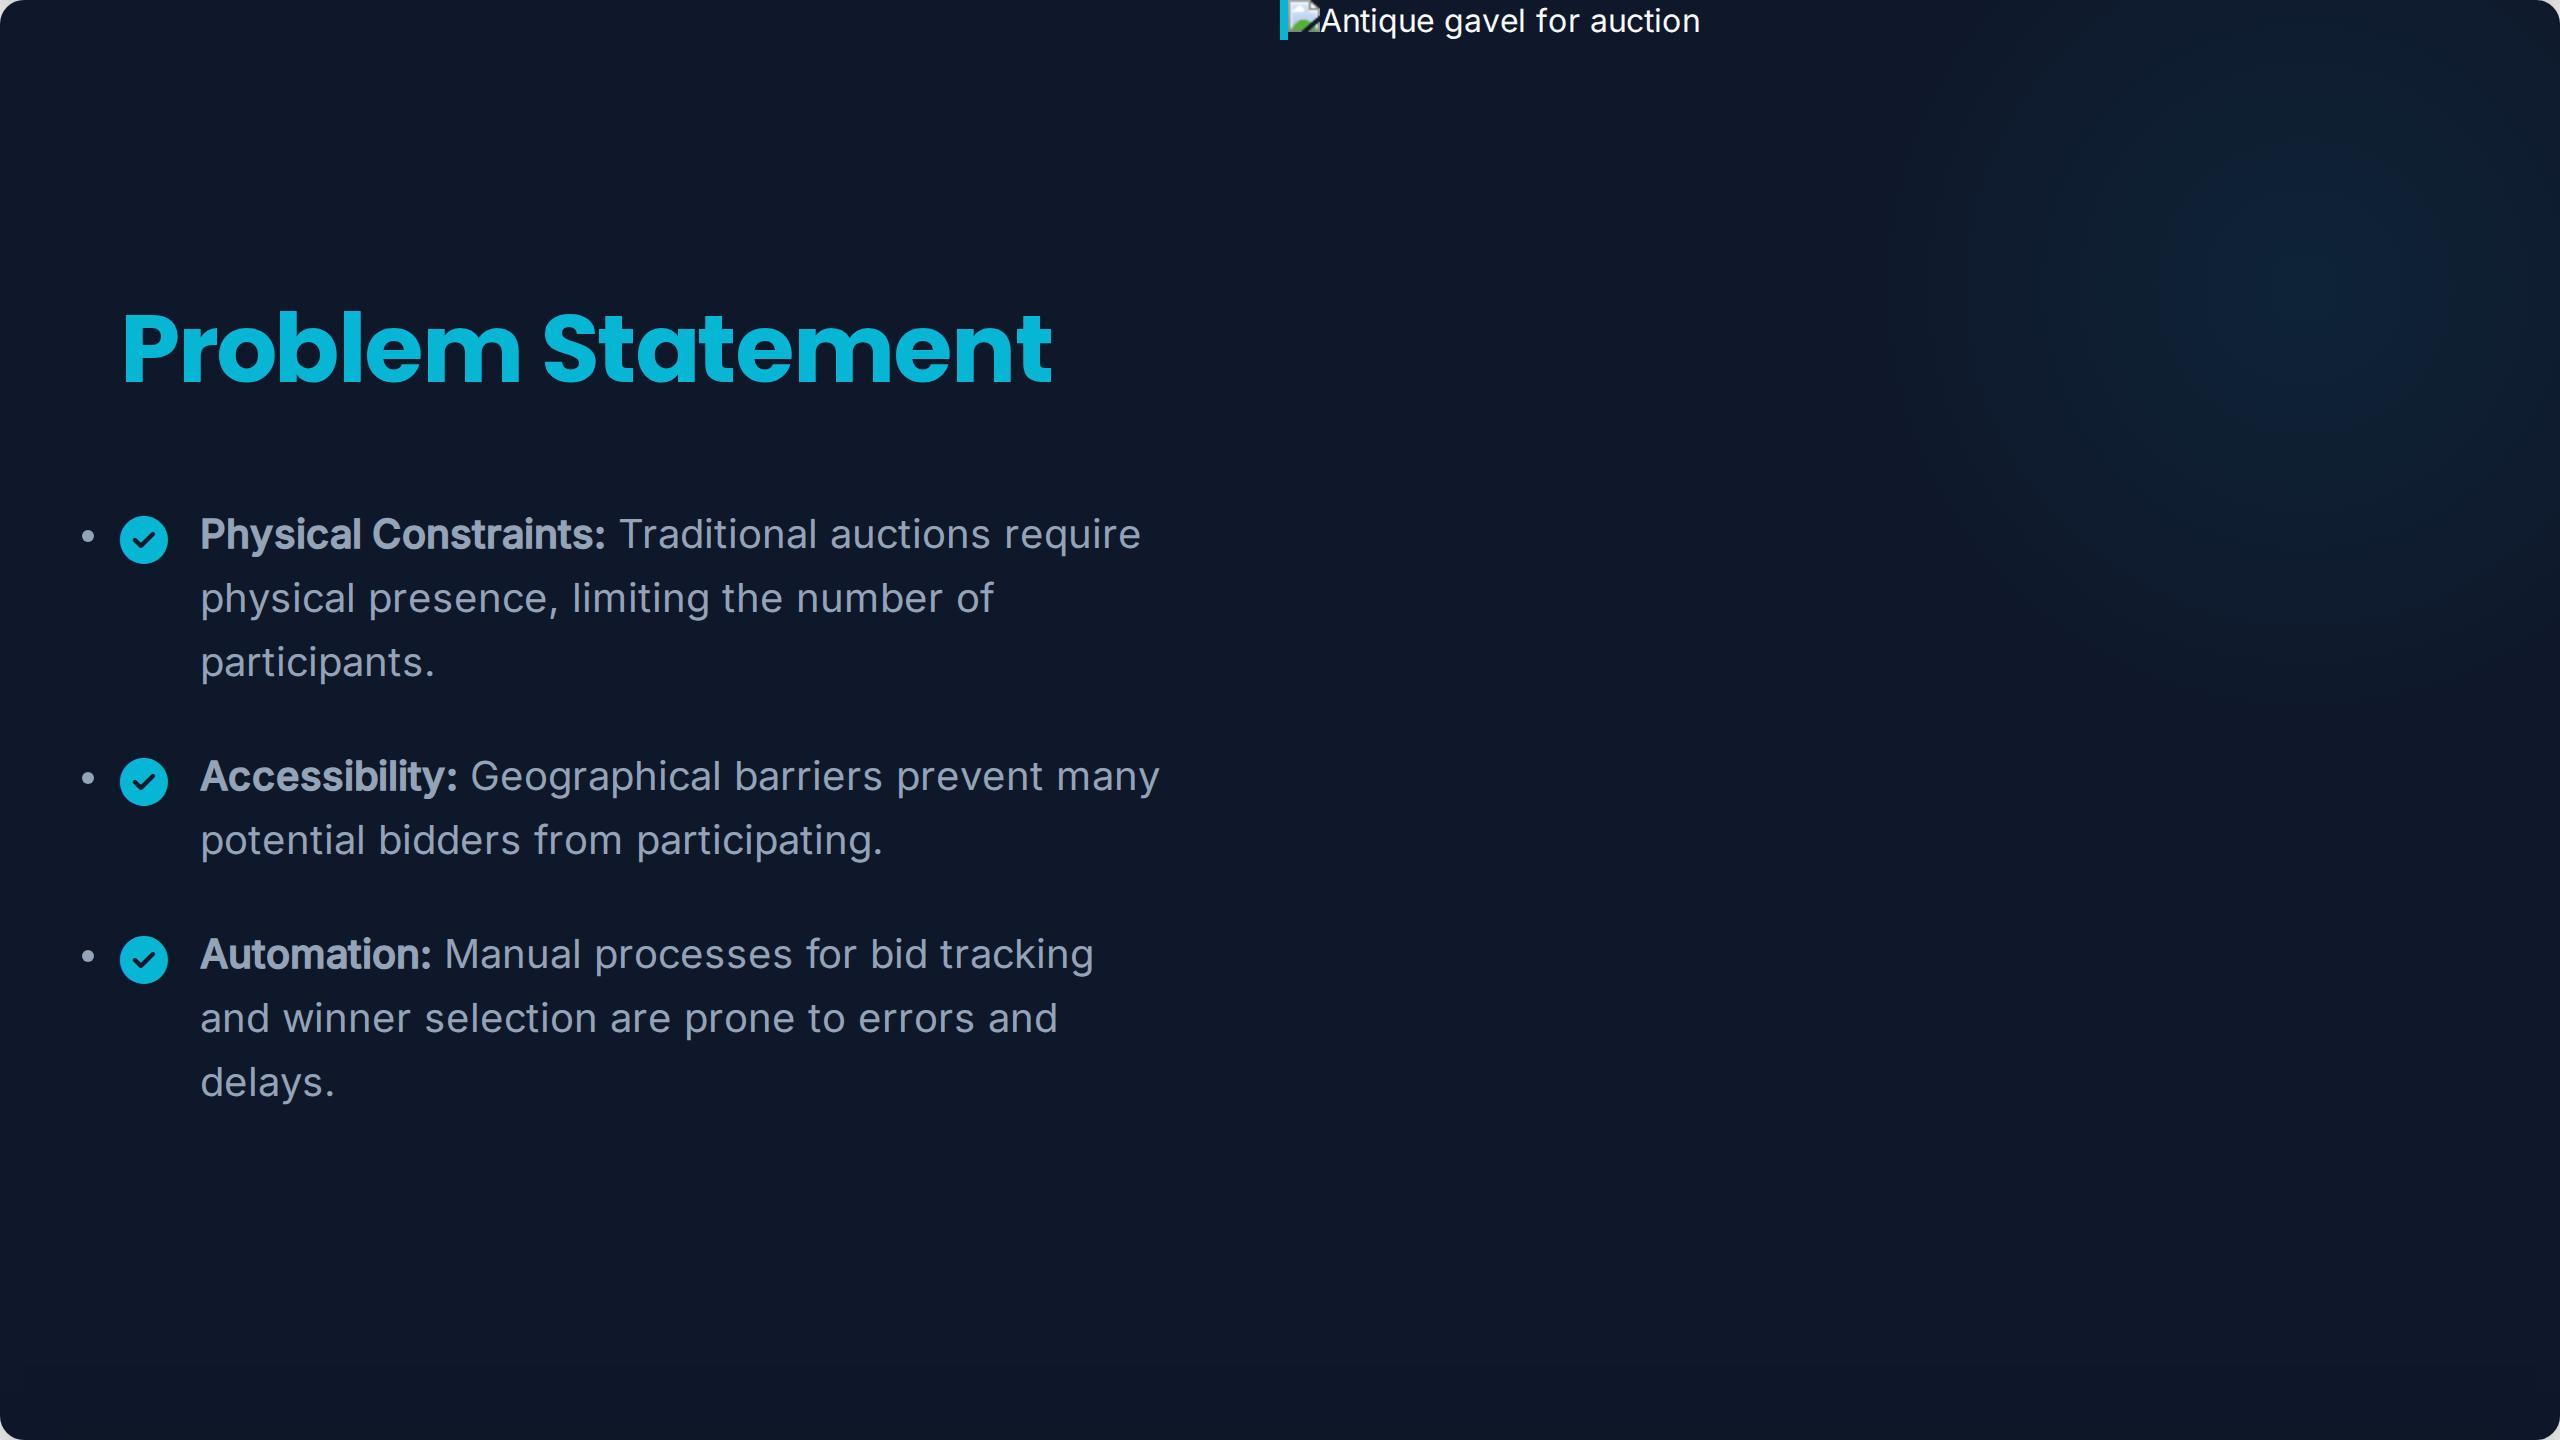 Antique gavel for auction
Problem Statement
Physical Constraints: Traditional auctions require
physical presence, limiting the number of
participants.
Accessibility: Geographical barriers prevent many
potential bidders from participating.
Automation: Manual processes for bid tracking
and winner selection are prone to errors and
delays.